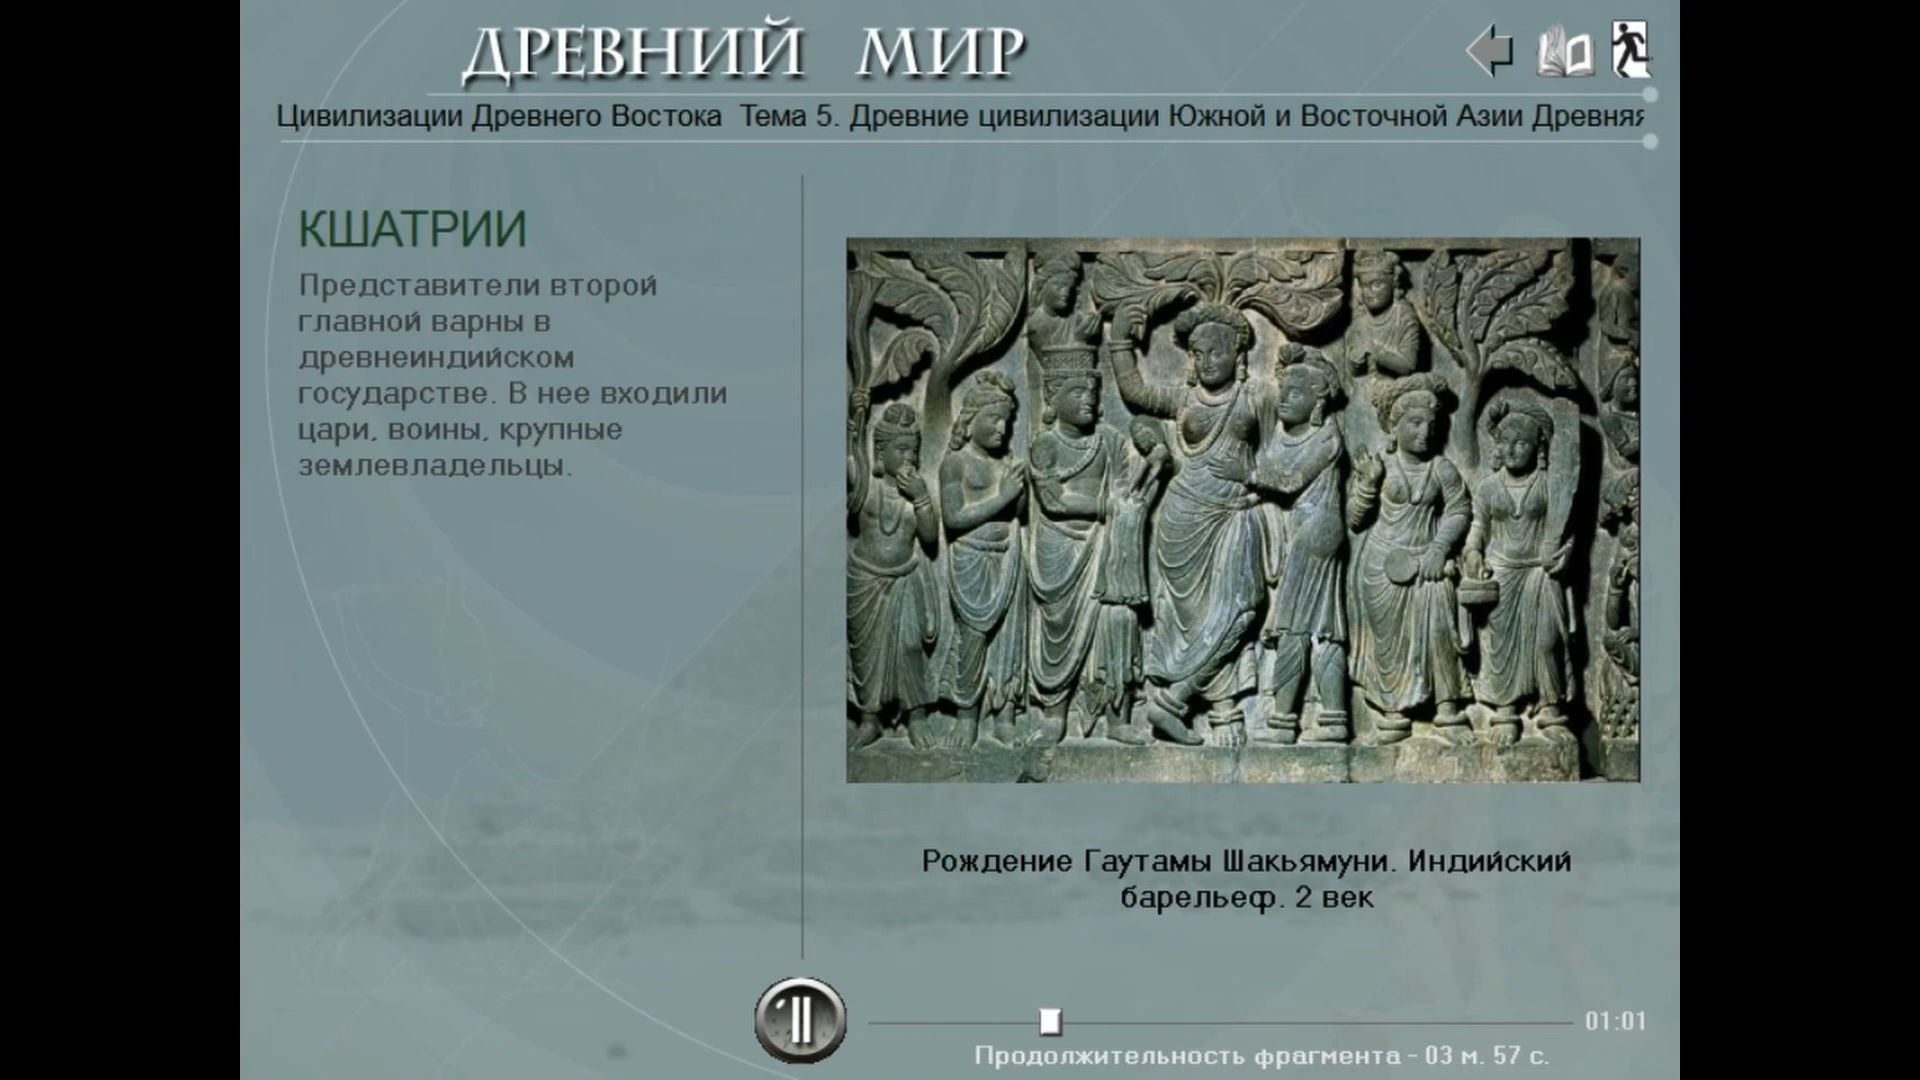 ДРЕВНИЙ МИР
Цивилизации Древнего Востока Тема 5. Древние цивилизации Южной и Восточной Азии Древняя
КШАТРИИ
Представители второй
главной варны в
древнеиндийском
государстве. В нее входили
цари, воины, крупные
землевладельцы.
Рождение Гаутамы Шакьямуни. Индийский
барельеф. 2 век
01:01
Продолжительность фрагмента - 03 м. 57 с.